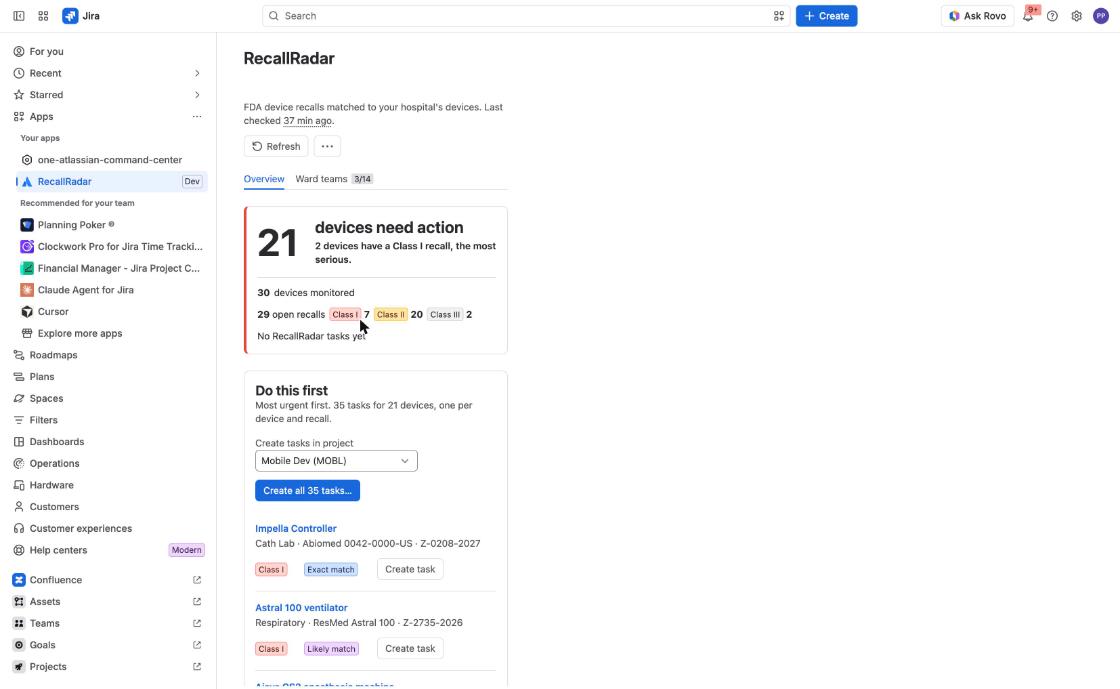 Jira
Search
Create
Ask Rovo
9+
PP
For you
Recent
Starred
Apps
Your apps
one-atlassian-command-center
RecallRadar
Dev
Recommended for your team
Planning Poker ®
Clockwork Pro for Jira Time Tracki...
Financial Manager - Jira Project C...
Claude Agent for Jira
Cursor
Explore more apps
Roadmaps
Plans
Spaces
Filters
Dashboards
Operations
Hardware
Customers
Customer experiences
Help centers
Modern
Confluence
Assets
Teams
Goals
Projects
RecallRadar
FDA device recalls matched to your hospital's devices. Last
checked 37 min ago.
Refresh
Overview Ward teams 3/14
21
devices need action
2 devices have a Class I recall, the most
serious.
30 devices monitored
29 open recalls Class I 7 Class II 20 Class III 2
No RecallRadar tasks yet
Do this first
Most urgent first. 35 tasks for 21 devices, one per
device and recall.
Create tasks in project
Mobile Dev (MOBL)
Create all 35 tasks...
Impella Controller
Cath Lab · Abiomed 0042-0000-US · Z-0208-2027
Class I Exact match Create task
Astral 100 ventilator
Respiratory · ResMed Astral 100 · Z-2735-2026
Class I Likely match Create task